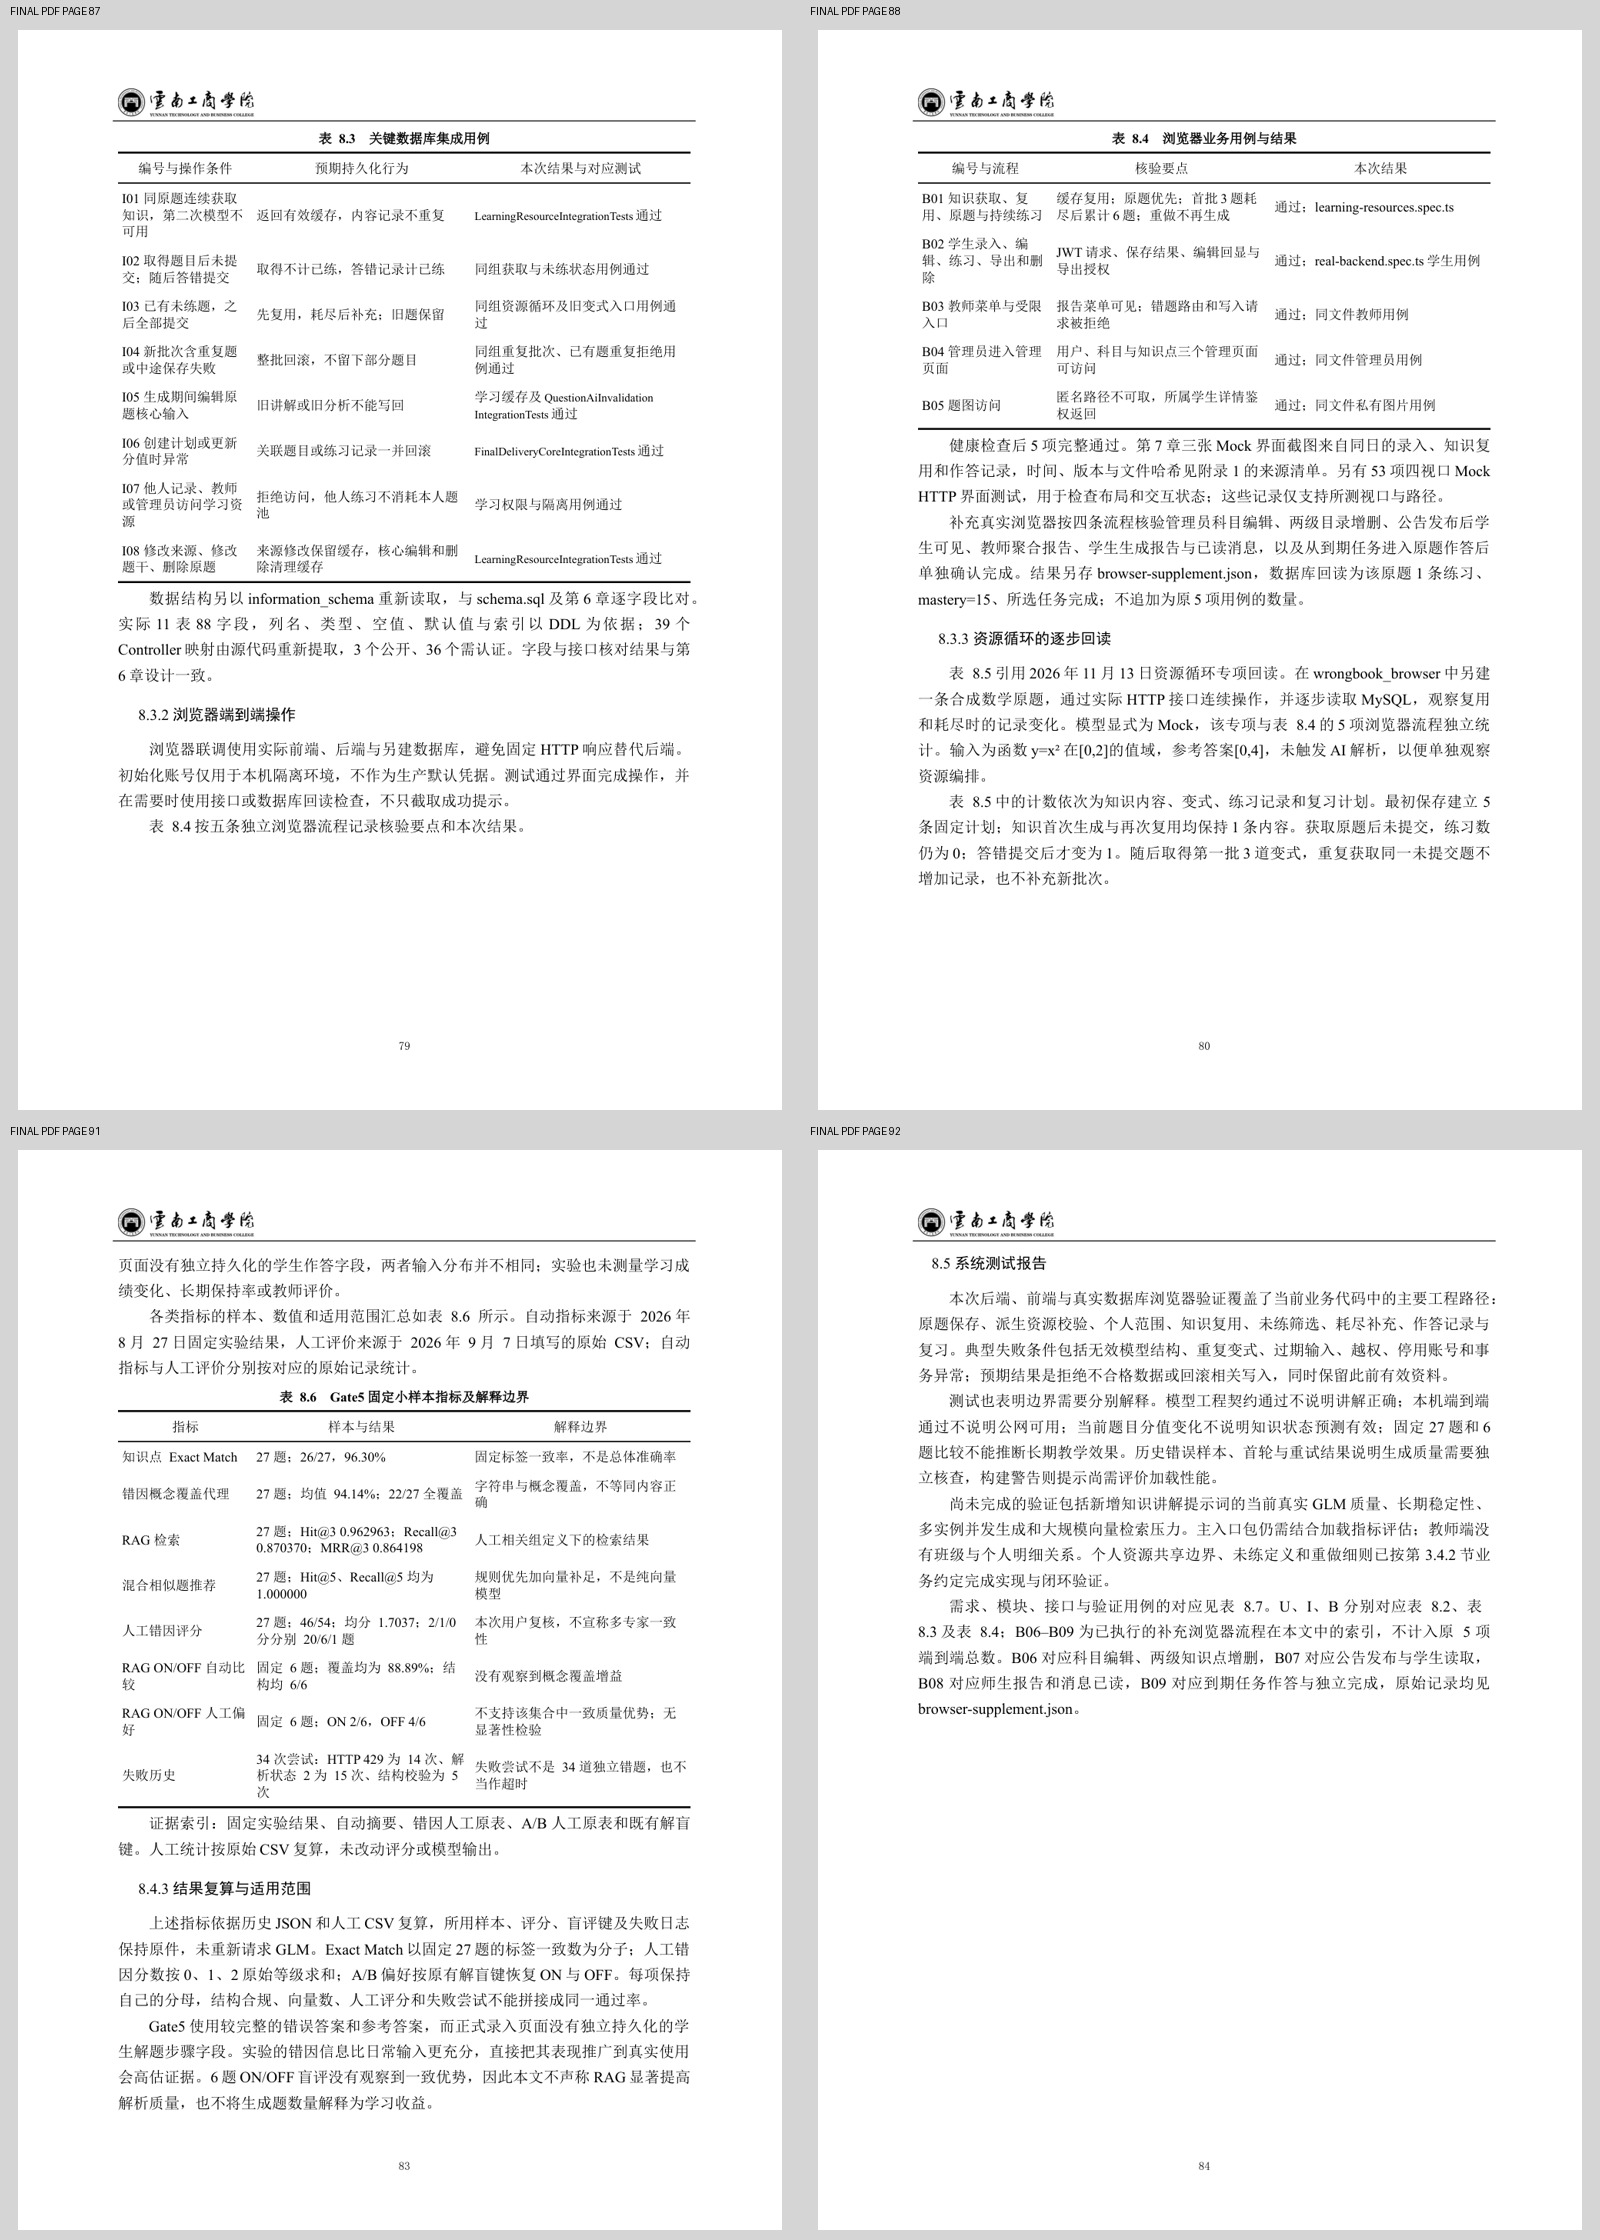 FINAL PDF PAGE 87
雲南工商學院
YUNNAN TECHNOLOGY AND BUSINESS COLLEGE
表 8.3 关键数据库集成用例
编号与操作条件 预期持久化行为 本次结果与对应测试
I01 同原题连续获取
知识，第二次模型不
可用
返回有效缓存，内容记录不重复
LearningResourceIntegrationTests 通过
I02 取得题目后未提
交；随后答错提交
取得不计已练，答错记录计已练
同组获取与未练状态用例通过
I03 已有未练题，之
后全部提交
先复用，耗尽后补充；旧题保留
同组资源循环及旧变式入口用例通
过
I04 新批次含重复题
或中途保存失败
整批回滚，不留下部分题目
同组重复批次、已有题重复拒绝用
例通过
I05 生成期间编辑原
题核心输入
旧讲解或旧分析不能写回
学习缓存及 QuestionAiInvalidation
IntegrationTests 通过
I06 创建计划或更新
分值时异常
关联题目或练习记录一并回滚
FinalDeliveryCoreIntegrationTests 通过
I07 他人记录、教师
或管理员访问学习资
源
拒绝访问，他人练习不消耗本人题
池
学习权限与隔离用例通过
I08 修改来源、修改
题干、删除原题
来源修改保留缓存，核心编辑和删
除清理缓存
LearningResourceIntegrationTests 通过
数据结构另以 information_schema 重新读取，与 schema.sql 及第 6 章逐字段比对。
实际 11 表 88 字段，列名、类型、空值、默认值与索引以 DDL 为依据；39 个
Controller 映射由源代码重新提取，3 个公开、36 个需认证。字段与接口核对结果与第
6 章设计一致。
8.3.2 浏览器端到端操作
浏览器联调使用实际前端、后端与另建数据库，避免固定 HTTP 响应替代后端。
初始化账号仅用于本机隔离环境，不作为生产默认凭据。测试通过界面完成操作，并
在需要时使用接口或数据库回读检查，不只截取成功提示。
表 8.4 按五条独立浏览器流程记录核验要点和本次结果。
79
FINAL PDF PAGE 88
雲南工商學院
YUNNAN TECHNOLOGY AND BUSINESS COLLEGE
表 8.4 浏览器业务用例与结果
编号与流程 核验要点 本次结果
B01 知识获取、复
用、原题与持续练习
缓存复用；原题优先；首批 3 题耗
尽后累计 6 题；重做不再生成
通过；learning-resources.spec.ts
B02 学生录入、编
辑、练习、导出和删
除
JWT 请求、保存结果、编辑回显与
导出授权
通过；real-backend.spec.ts 学生用例
B03 教师菜单与受限
入口
报告菜单可见；错题路由和写入请
求被拒绝
通过；同文件教师用例
B04 管理员进入管理
页面
用户、科目与知识点三个管理页面
可访问
通过；同文件管理员用例
B05 题图访问
匿名路径不可取，所属学生详情鉴
权返回
通过；同文件私有图片用例
健康检查后 5 项完整通过。第 7 章三张 Mock 界面截图来自同日的录入、知识复
用和作答记录，时间、版本与文件哈希见附录 1 的来源清单。另有 53 项四视口 Mock
HTTP 界面测试，用于检查布局和交互状态；这些记录仅支持所测视口与路径。
补充真实浏览器按四条流程核验管理员科目编辑、两级目录增删、公告发布后学
生可见、教师聚合报告、学生生成报告与已读消息，以及从到期任务进入原题作答后
单独确认完成。结果另存 browser-supplement.json，数据库回读为该原题 1 条练习、
mastery=15、所选任务完成；不追加为原 5 项用例的数量。
8.3.3 资源循环的逐步回读
表 8.5 引用 2026 年 11 月 13 日资源循环专项回读。在 wrongbook_browser 中另建
一条合成数学原题，通过实际 HTTP 接口连续操作，并逐步读取 MySQL，观察复用
和耗尽时的记录变化。模型显式为 Mock，该专项与表 8.4 的 5 项浏览器流程独立统
计。输入为函数 y=x² 在[0,2]的值域，参考答案[0,4]，未触发 AI 解析，以便单独观察
资源编排。
表 8.5 中的计数依次为知识内容、变式、练习记录和复习计划。最初保存建立 5
条固定计划；知识首次生成与再次复用均保持 1 条内容。获取原题后未提交，练习数
仍为 0；答错提交后才变为 1。随后取得第一批 3 道变式，重复获取同一未提交题不
增加记录，也不补充新批次。
80
FINAL PDF PAGE 91
雲南工商學院
YUNNAN TECHNOLOGY AND BUSINESS COLLEGE
页面没有独立持久化的学生作答字段，两者输入分布并不相同；实验也未测量学习成
绩变化、长期保持率或教师评价。
各类指标的样本、数值和适用范围汇总如表 8.6 所示。自动指标来源于 2026 年
8 月 27 日固定实验结果，人工评价来源于 2026 年 9 月 7 日填写的原始 CSV；自动
指标与人工评价分别按对应的原始记录统计。
表 8.6 Gate5 固定小样本指标及解释边界
指标 样本与结果 解释边界
知识点 Exact Match 27 题；26/27，96.30% 固定标签一致率，不是总体准确率
错因概念覆盖代理 27 题；均值 94.14%；22/27 全覆盖
字符串与概念覆盖，不等同内容正
确
RAG 检索
27 题；Hit@3 0.962963；Recall@3
0.870370；MRR@3 0.864198
人工相关组定义下的检索结果
混合相似题推荐
27 题；Hit@5、Recall@5 均为
1.000000
规则优先加向量补足，不是纯向量
模型
人工错因评分
27 题；46/54；均分 1.7037；2/1/0
分分别 20/6/1 题
本次用户复核，不宣称多专家一致
性
RAG ON/OFF 自动比
较
固定 6 题；覆盖均为 88.89%；结
构均 6/6
没有观察到概念覆盖增益
RAG ON/OFF 人工偏
好
固定 6 题；ON 2/6，OFF 4/6
不支持该集合中一致质量优势；无
显著性检验
失败历史
34 次尝试：HTTP 429 为 14 次、解
析状态 2 为 15 次、结构校验为 5
次
失败尝试不是 34 道独立错题，也不
当作超时
证据索引：固定实验结果、自动摘要、错因人工原表、A/B 人工原表和既有解盲
键。人工统计按原始 CSV 复算，未改动评分或模型输出。
8.4.3 结果复算与适用范围
上述指标依据历史 JSON 和人工 CSV 复算，所用样本、评分、盲评键及失败日志
保持原件，未重新请求 GLM。Exact Match 以固定 27 题的标签一致数为分子；人工错
因分数按 0、1、2 原始等级求和；A/B 偏好按原有解盲键恢复 ON 与 OFF。每项保持
自己的分母，结构合规、向量数、人工评分和失败尝试不能拼接成同一通过率。
Gate5 使用较完整的错误答案和参考答案，而正式录入页面没有独立持久化的学
生解题步骤字段。实验的错因信息比日常输入更充分，直接把其表现推广到真实使用
会高估证据。6 题 ON/OFF 盲评没有观察到一致优势，因此本文不声称 RAG 显著提高
解析质量，也不将生成题数量解释为学习收益。
83
FINAL PDF PAGE 92
雲南工商學院
YUNNAN TECHNOLOGY AND BUSINESS COLLEGE
8.5 系统测试报告
本次后端、前端与真实数据库浏览器验证覆盖了当前业务代码中的主要工程路径：
原题保存、派生资源校验、个人范围、知识复用、未练筛选、耗尽补充、作答记录与
复习。典型失败条件包括无效模型结构、重复变式、过期输入、越权、停用账号和事
务异常；预期结果是拒绝不合格数据或回滚相关写入，同时保留此前有效资料。
测试也表明边界需要分别解释。模型工程契约通过不说明讲解正确；本机端到端
通过不说明公网可用；当前题目分值变化不说明知识状态预测有效；固定 27 题和 6
题比较不能推断长期教学效果。历史错误样本、首轮与重试结果说明生成质量需要独
立核查，构建警告则提示尚需评价加载性能。
尚未完成的验证包括新增知识讲解提示词的当前真实 GLM 质量、长期稳定性、
多实例并发生成和大规模向量检索压力。主入口包仍需结合加载指标评估；教师端没
有班级与个人明细关系。个人资源共享边界、未练定义和重做细则已按第 3.4.2 节业
务约定完成实现与闭环验证。
需求、模块、接口与验证用例的对应见表 8.7。U、I、B 分别对应表 8.2、表
8.3 及表 8.4；B06–B09 为已执行的补充浏览器流程在本文中的索引，不计入原 5 项
端到端总数。B06 对应科目编辑、两级知识点增删，B07 对应公告发布与学生读取，
B08 对应师生报告和消息已读，B09 对应到期任务作答与独立完成，原始记录均见
browser-supplement.json。
84